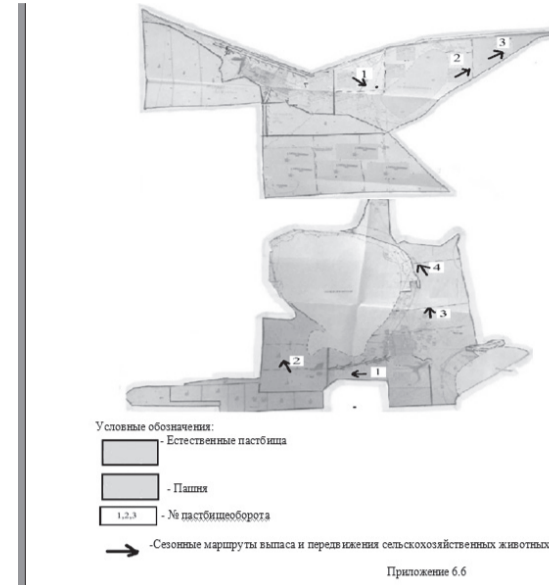 1
2
3
4
3
2
1
Условные обозначения:
- Естественные пастбища
- Пашня
1,2,3 - № пастбищеоборота
-Сезонные маршруты выпаса и передвижения сельскохозяйственных животных
Приложение 6.6